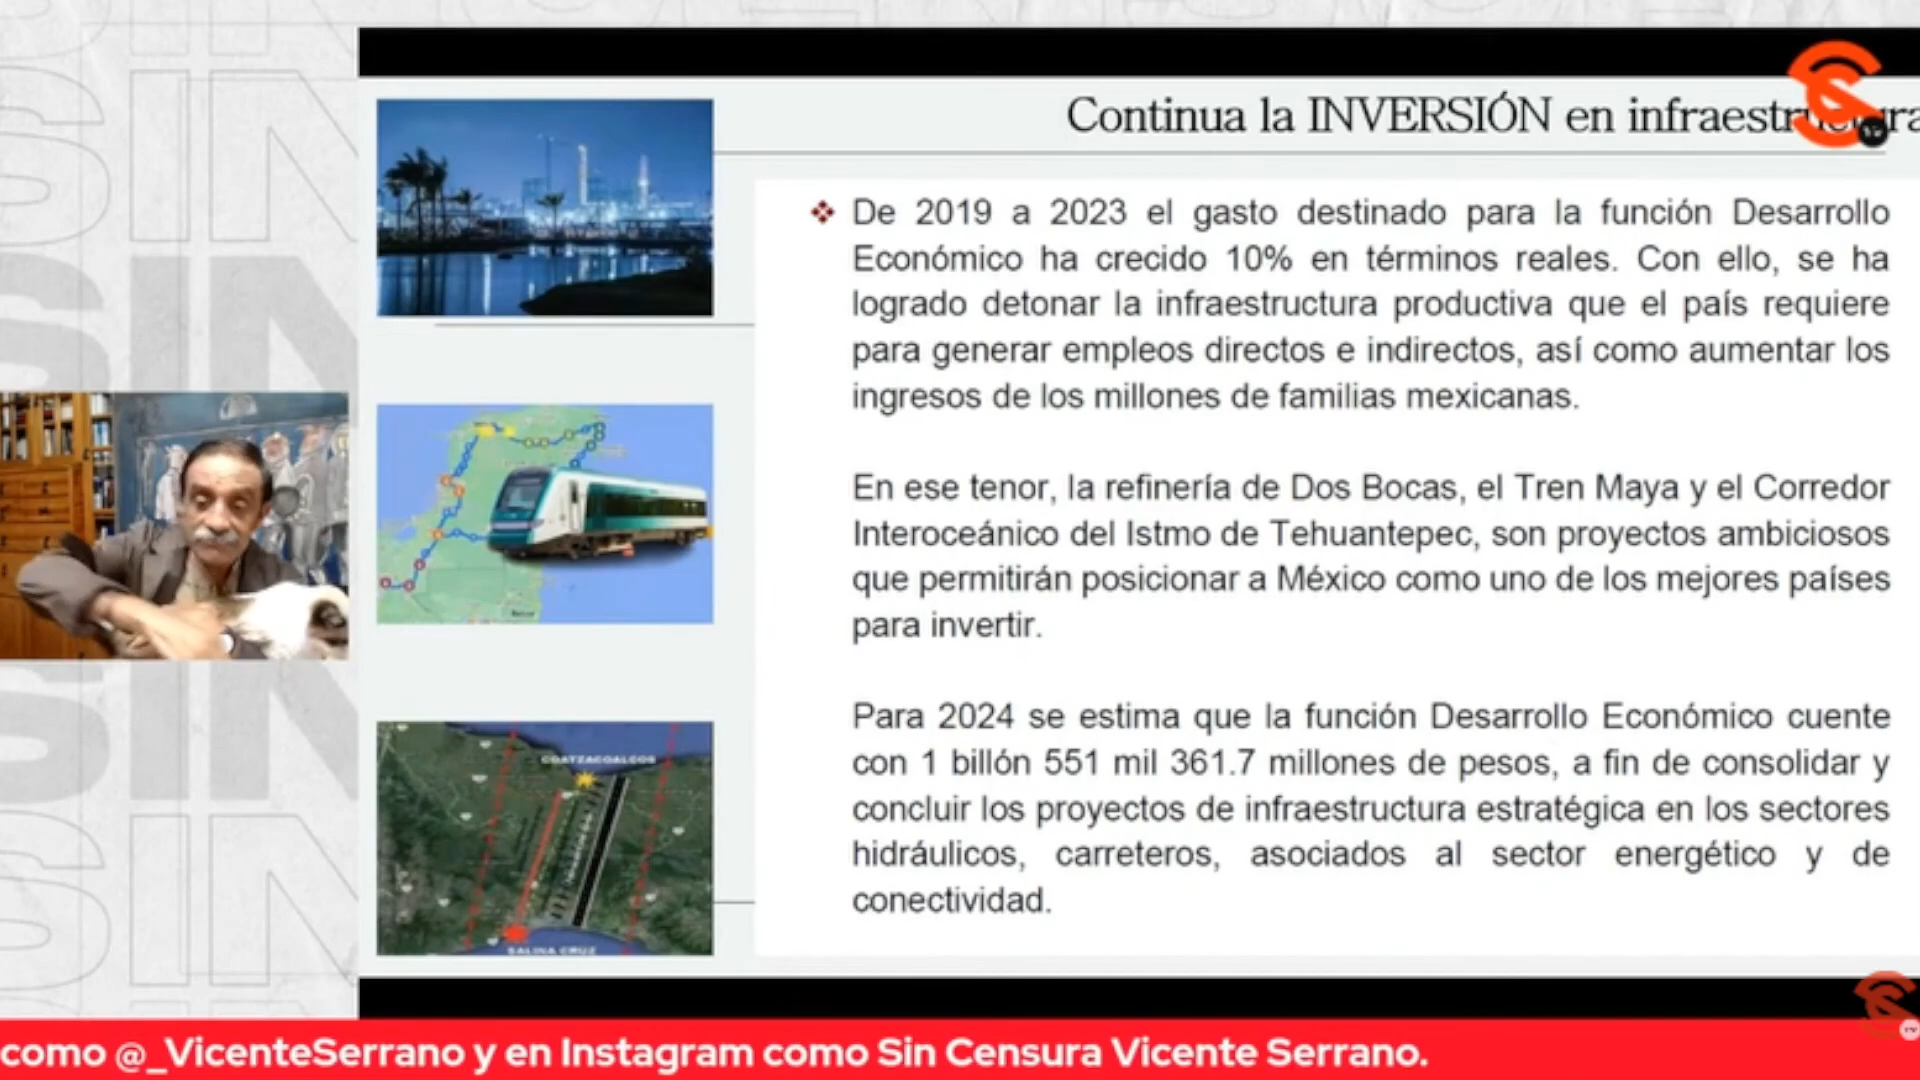 SIN
SIN
SIN
SIN
SIN
Continua la INVERSIÓN en infraestructura
De 2019 a 2023 el gasto destinado para la función Desarrollo
Económico ha crecido 10% en términos reales. Con ello, se ha
logrado detonar la infraestructura productiva que el país requiere
para generar empleos directos e indirectos, así como aumentar los
ingresos de los millones de familias mexicanas.
En ese tenor, la refinería de Dos Bocas, el Tren Maya y el Corredor
Interoceánico del Istmo de Tehuantepec, son proyectos ambiciosos
que permitirán posicionar a México como uno de los mejores países
para invertir.
Para 2024 se estima que la función Desarrollo Económico cuente
con 1 billón 551 mil 361.7 millones de pesos, a fin de consolidar y
concluir los proyectos de infraestructura estratégica en los sectores
hidráulicos, carreteros, asociados al sector energético y de
conectividad.
COATZACOALCOS
SALINA CRUZ
como @_VicenteSerrano y en Instagram como Sin Censura Vicente Serrano.